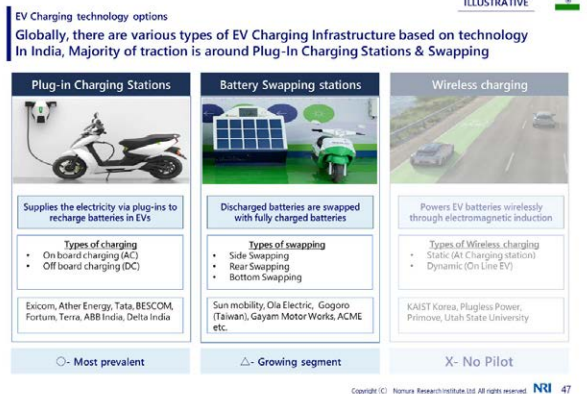 ILLUSTRATIVE
EV Charging technology options
Globally, there are various types of EV Charging Infrastructure based on technology
In India, Majority of traction is around Plug-In Charging Stations & Swapping
Plug-in Charging Stations
Supplies the electricity via plug-ins to
recharge batteries in EVs
Types of charging
• On board charging (AC)
• Off board charging (DC)
Exicom, Ather Energy, Tata, BESCOM,
Fortum, Terra, ABB India, Delta India
○- Most prevalent
Battery Swapping stations
Discharged batteries are swapped
with fully charged batteries
Types of swapping
• Side Swapping
• Rear Swapping
• Bottom Swapping
Sun mobility, Ola Electric, Gogoro
(Taiwan), Gayam Motor Works, ACME
etc.
△- Growing segment
Wireless charging
Powers EV batteries wirelessly
through electromagnetic induction
Types of Wireless charging
• Static (At Charging station)
• Dynamic (On Line EV)
KAIST Korea, Plugless Power,
Primove, Utah State University
X- No Pilot
Copyright (C) Nomura Research Institute, Ltd. All rights reserved. NRI 47